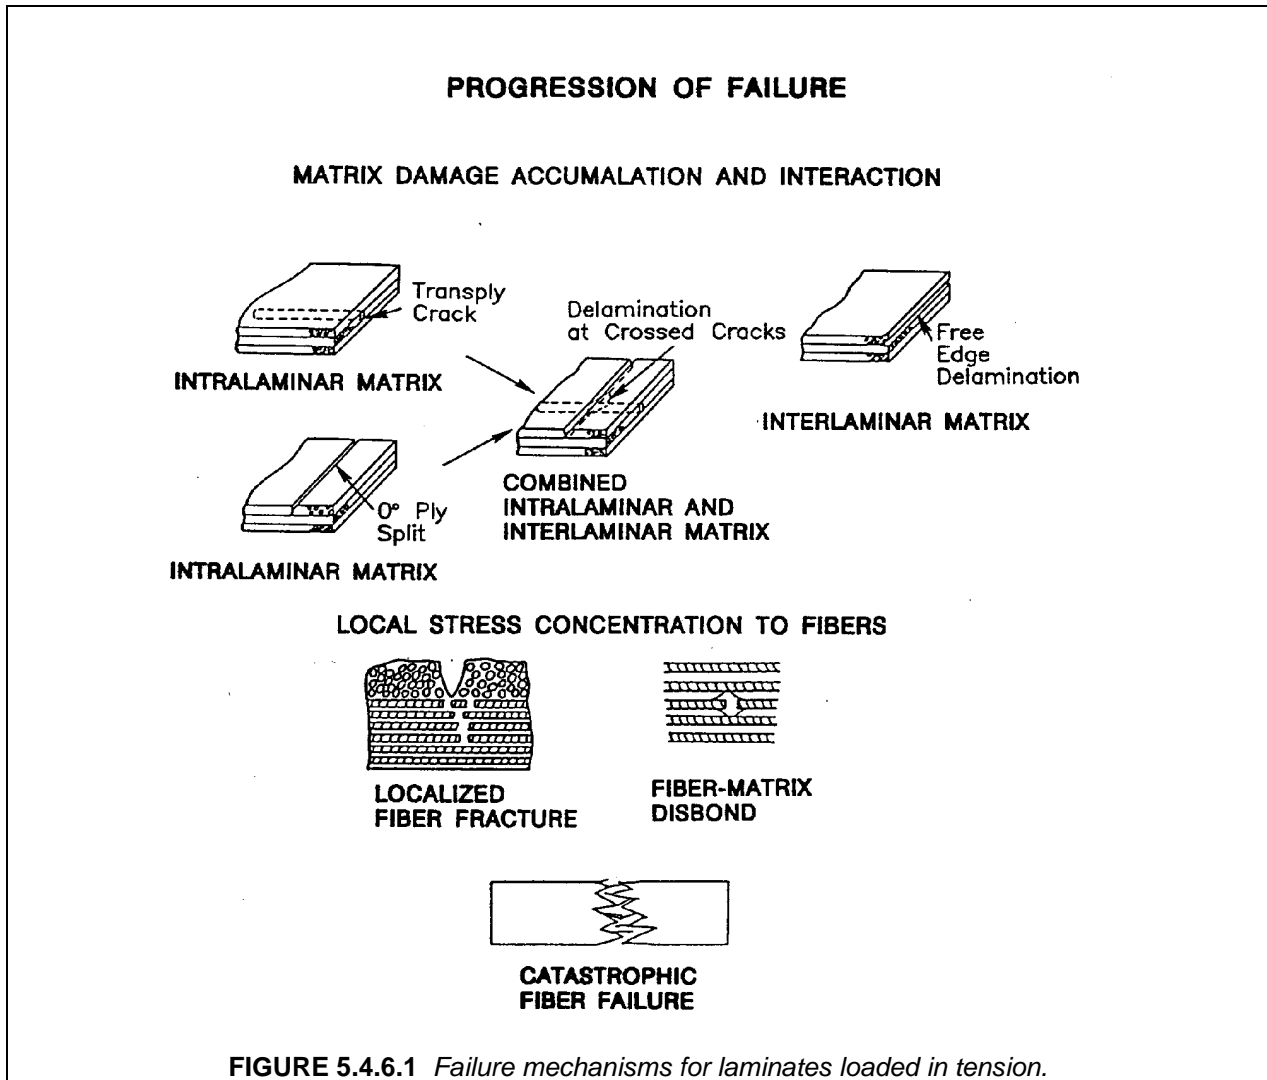 PROGRESSION OF FAILURE
MATRIX DAMAGE ACCUMALATION AND INTERACTION
Transply
Crack
INTRALAMINAR MATRIX
Delamination
at Crossed Cracks
Free
Edge
Delamination
INTERLAMINAR MATRIX
0° Ply
Split
INTRALAMINAR MATRIX
COMBINED
INTRALAMINAR AND
INTERLAMINAR MATRIX
LOCAL STRESS CONCENTRATION TO FIBERS
LOCALIZED
FIBER FRACTURE
FIBER-MATRIX
DISBOND
CATASTROPHIC
FIBER FAILURE
FIGURE 5.4.6.1 Failure mechanisms for laminates loaded in tension.